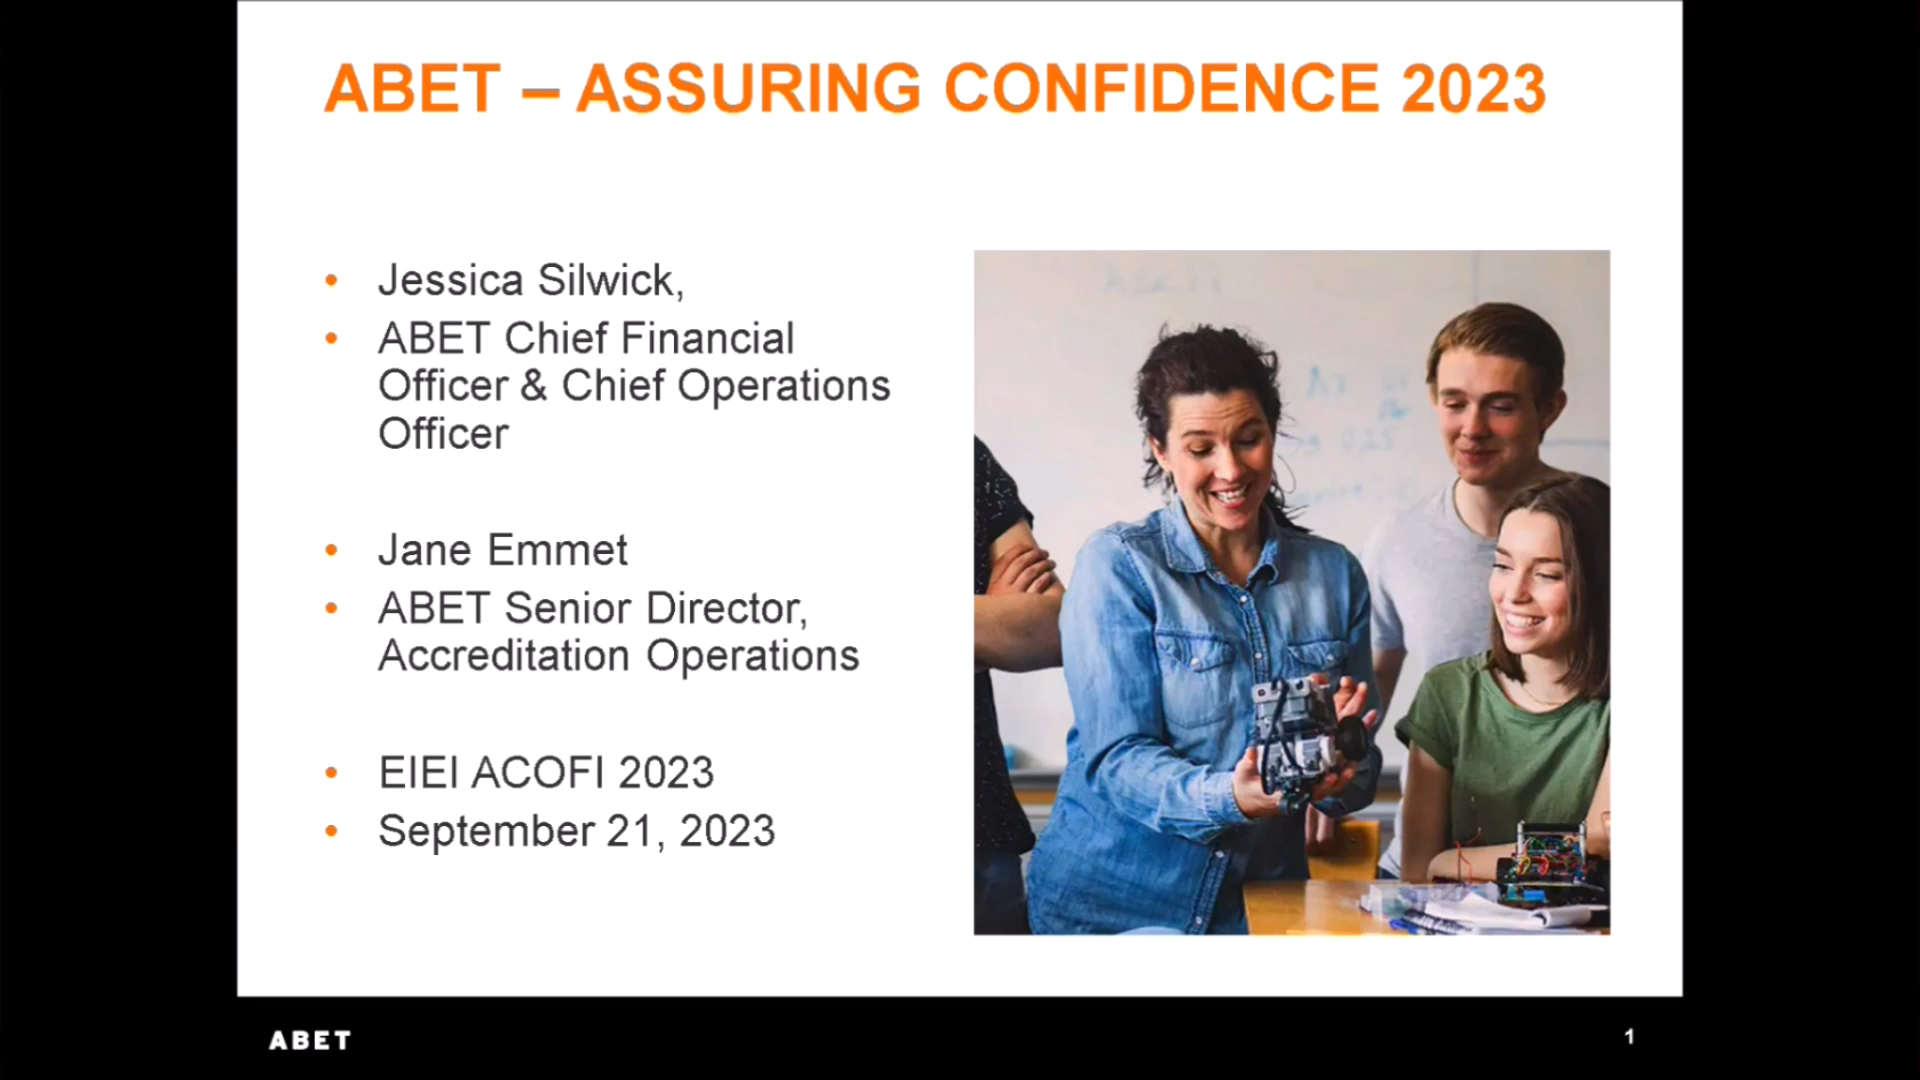 ABET – ASSURING CONFIDENCE 2023
• Jessica Silwick,
• ABET Chief Financial
Officer & Chief Operations
Officer
• Jane Emmet
• ABET Senior Director,
Accreditation Operations
• EIEI ACOFI 2023
• September 21, 2023
ABET
1